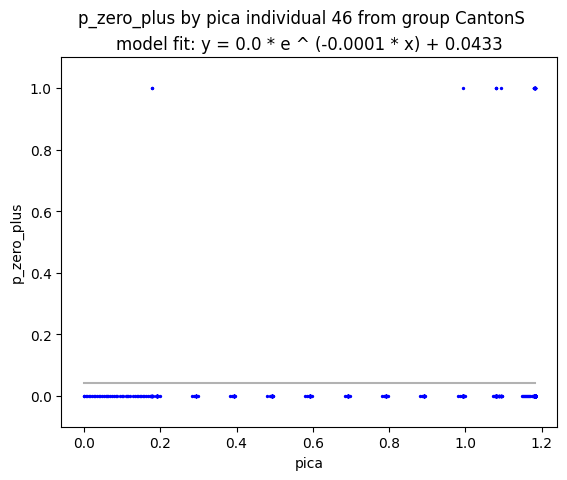 p_zero_plus by pica individual 46 from group CantonS
model fit: y = 0.0 * e ^ (-0.0001 * x) + 0.0433
1.0
0.8
0.6
0.4
0.2
0.0
p_zero_plus
0.0 0.2 0.4 0.6 0.8 1.0 1.2
pica